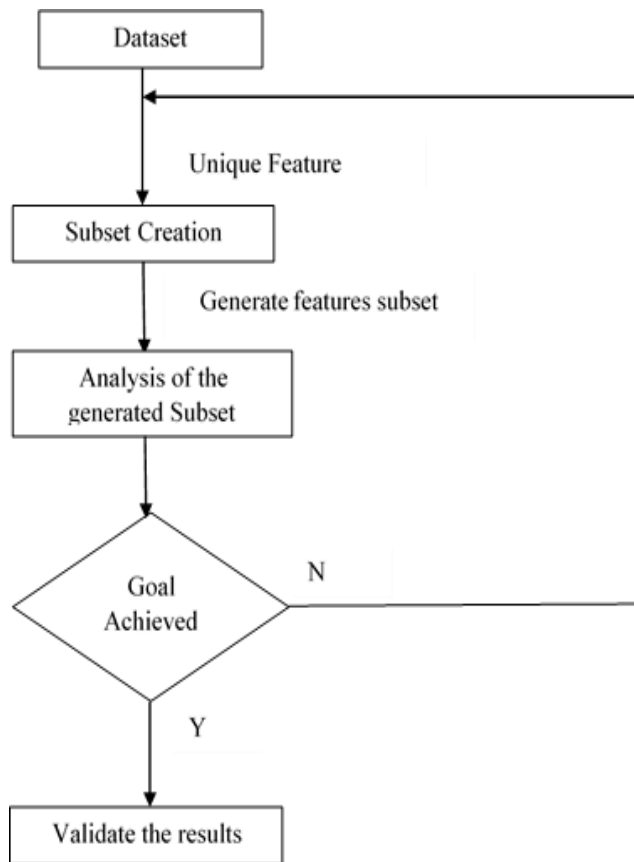 Dataset
Unique Feature
Subset Creation
Generate features subset
Analysis of the
generated Subset
Goal
Achieved
N
Y
Validate the results